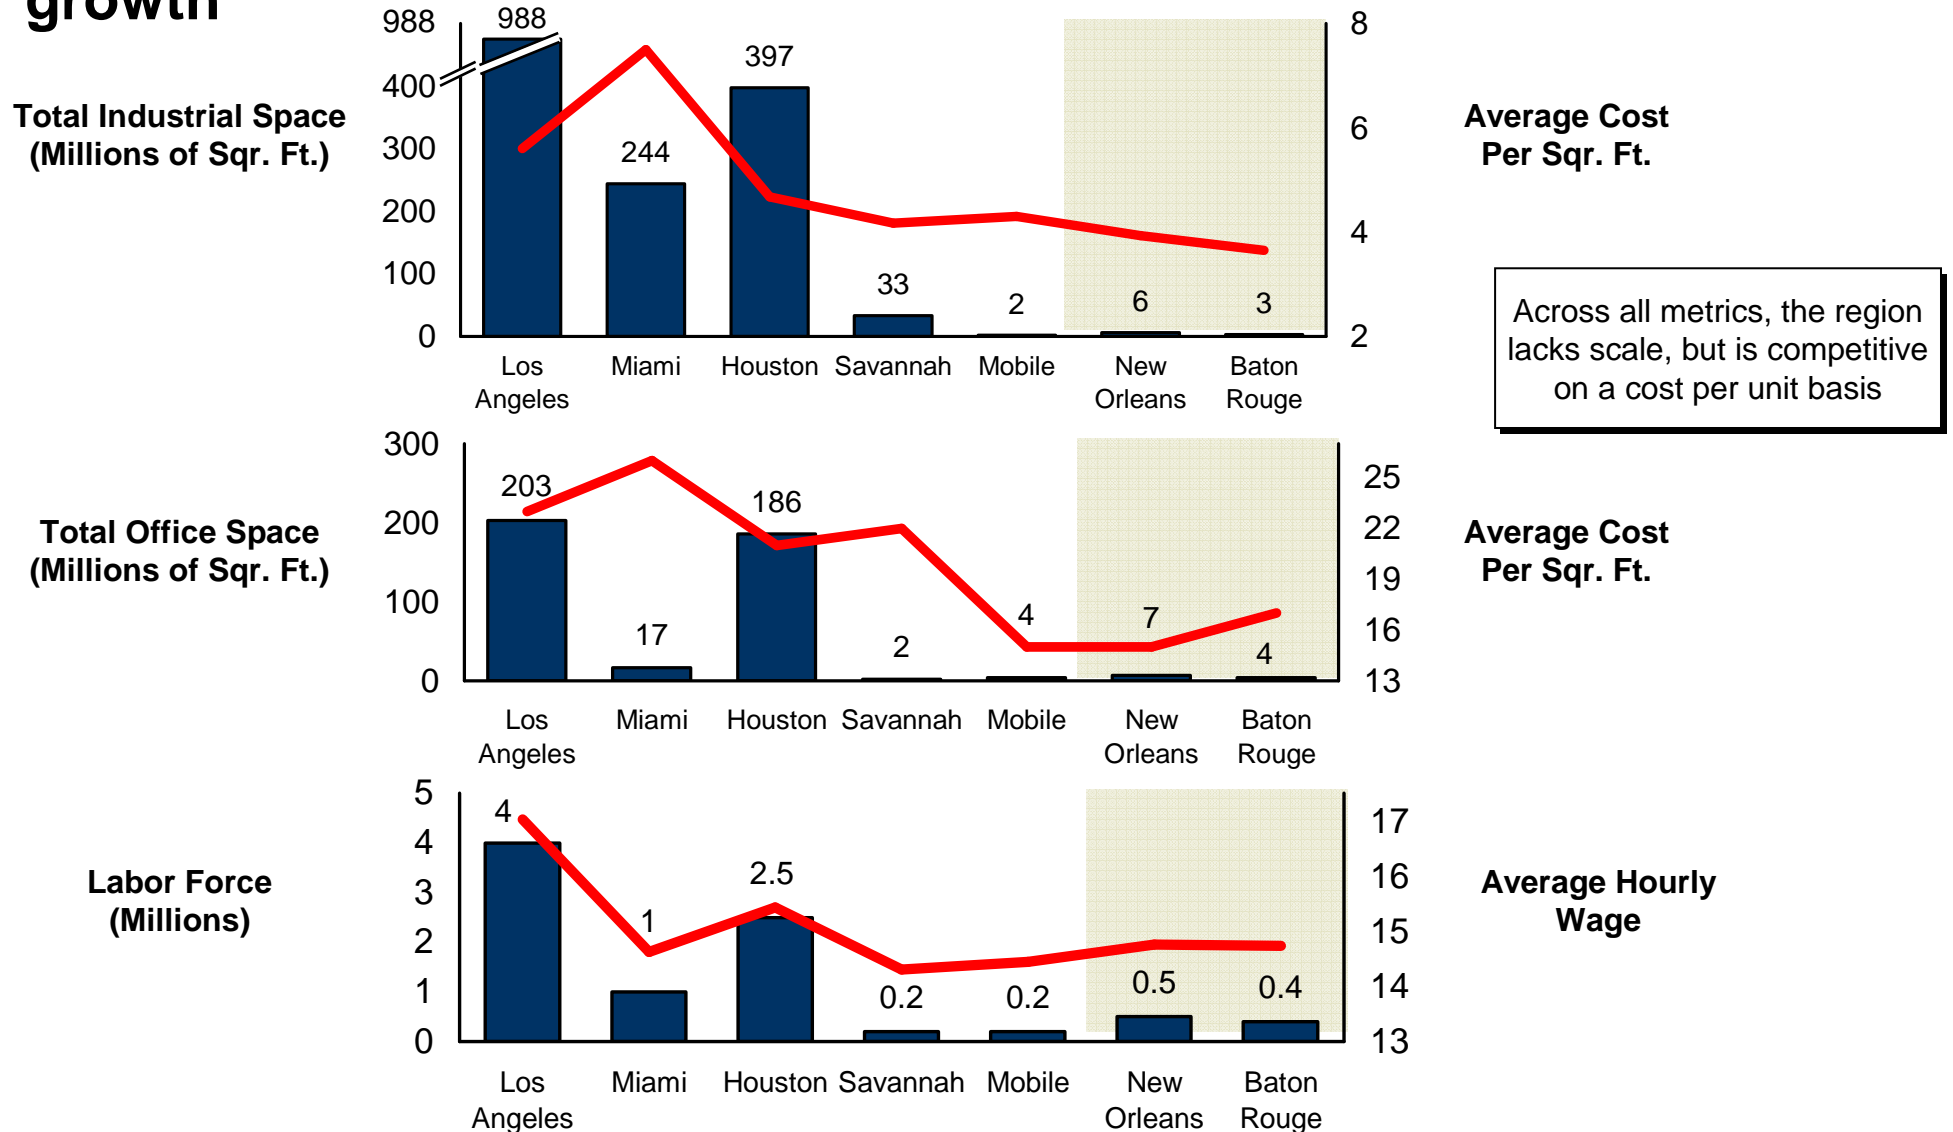 growth
988
400
300
200
100
0
Total Industrial Space
(Millions of Sqr. Ft.)
988
244
397
33
2
6
3
8
6
4
2
Average Cost
Per Sqr. Ft.
Los
Angeles
Miami
Houston
Savannah
Mobile
New
Orleans
Baton
Rouge
Across all metrics, the region
lacks scale, but is competitive
on a cost per unit basis
300
200
100
0
Total Office Space
(Millions of Sqr. Ft.)
203
17
186
2
4
7
4
25
22
19
16
13
Average Cost
Per Sqr. Ft.
Los
Angeles
Miami
Houston
Savannah
Mobile
New
Orleans
Baton
Rouge
5
4
3
2
1
0
Labor Force
(Millions)
4
1
2.5
0.2
0.2
0.5
0.4
17
16
15
14
13
Average Hourly
Wage
Los
Angeles
Miami
Houston
Savannah
Mobile
New
Orleans
Baton
Rouge